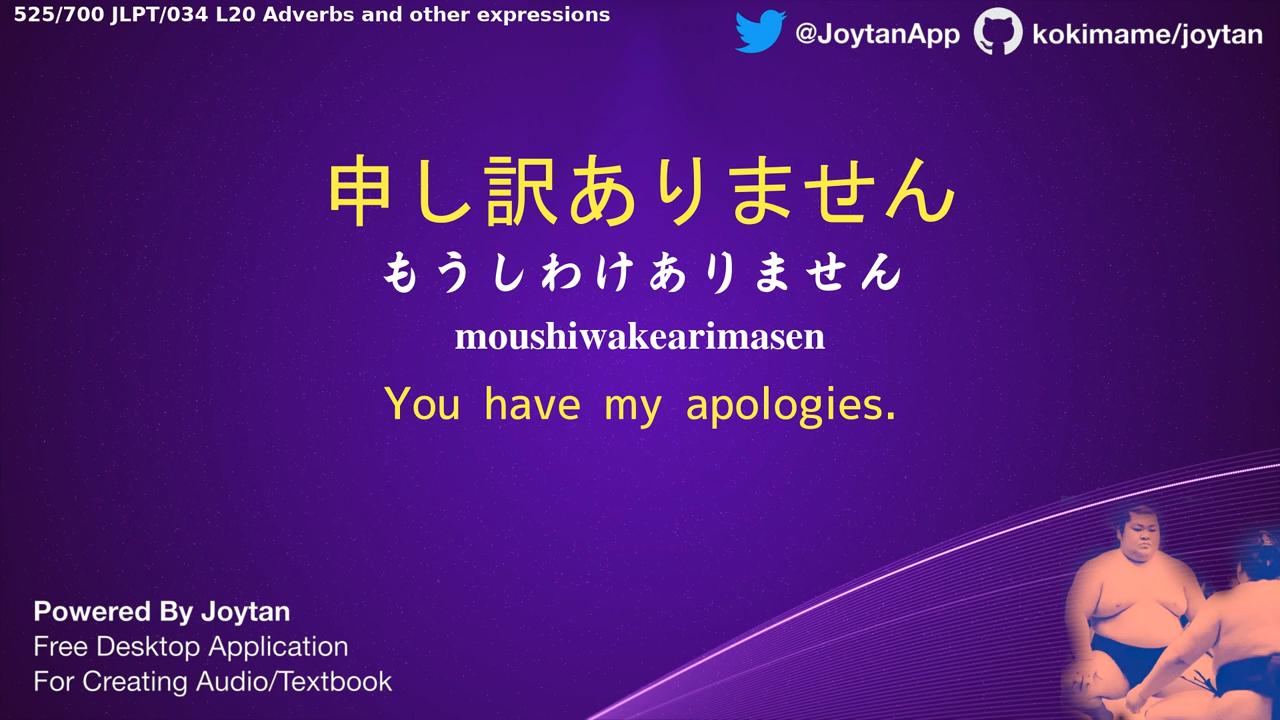 525/700 JLPT/034 L20 Adverbs and other expressions
@JoytanApp kokimame/joytan
申し訳ありません
もうしわけありません
moushiwakearimasen
You have my apologies.
Powered By Joytan
Free Desktop Application
For Creating Audio/Textbook